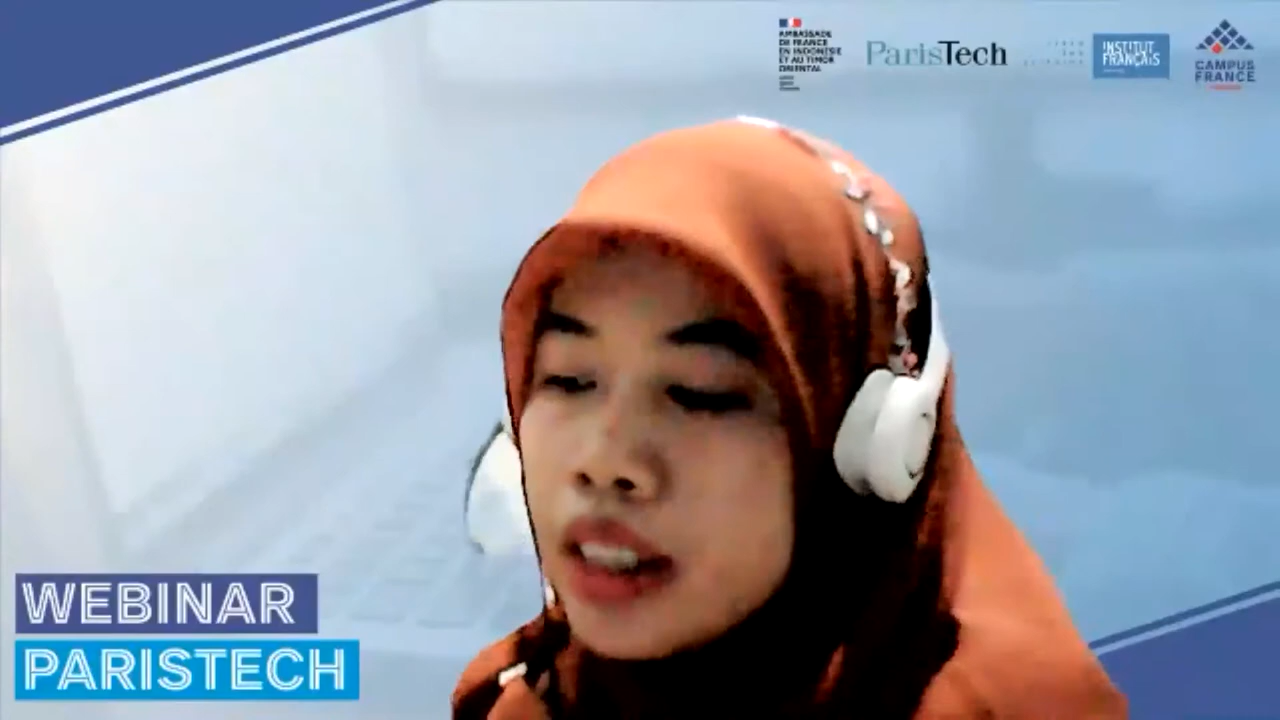 AMBASSADE
DE FRANCE
EN INDONÉSIE
ET AU TIMOR
ORIENTAL
ParisTech
INSTITUT
FRANÇAIS
CAMPUS
FRANCE
WEBINAR
PARISTECH